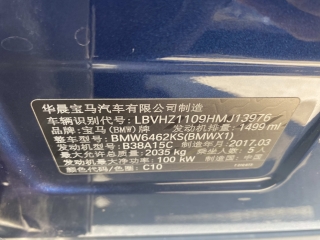 华晨宝马汽车有限公司制造
车辆识别代号: LBVHZ1109HMJ13976
品牌: 宝马(BMW)牌 发动机排量: 1499 ml
整车型号: BMW6462KS(BMWX1)
发动机型号: B38A15C 制造年月: 2017.03
最大允许总质量: 2035 kg 乘坐人数: 5 人
发动机最大净功率: 100 kW 制造国: 中国
颜色代码/色差: C10